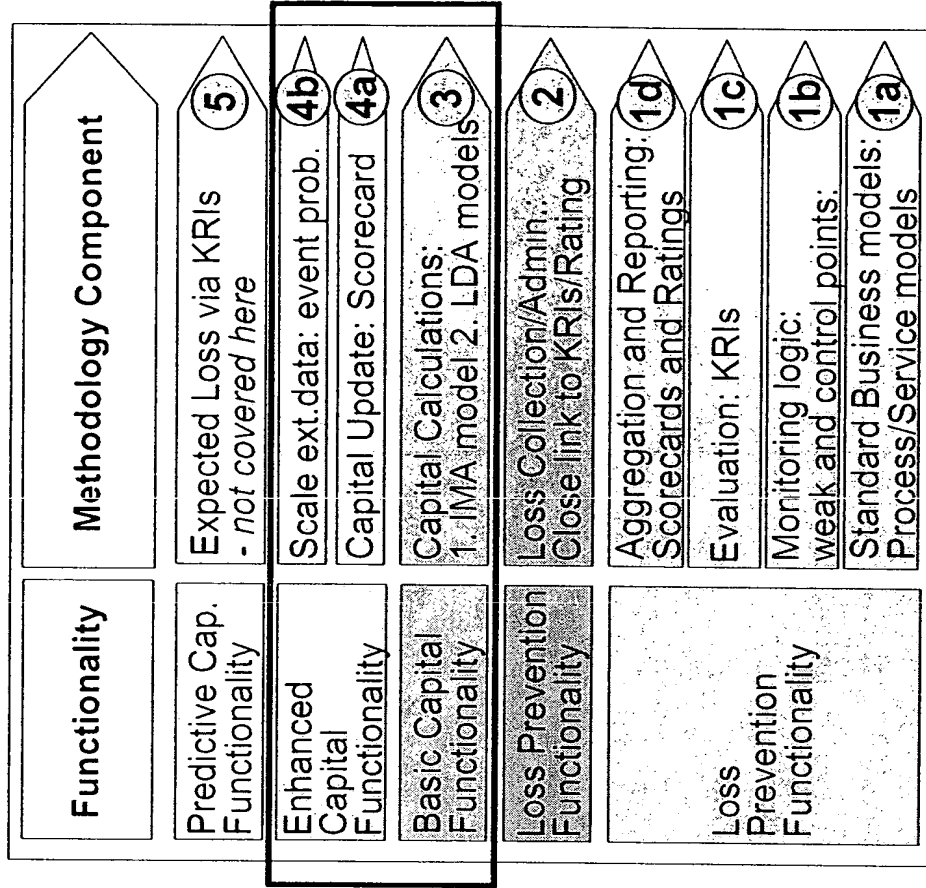 Functionality
Methodology Component
Predictive Cap.
Functionality
Expected Loss via KRIs
- not covered here
5
Enhanced
Capital
Functionality
Scale ext.data: event prob.
4b
Capital Update: Scorecard
4a
Basic Capital
Functionality
Capital Calculations:
1. IMA model 2. LDA models
3
Loss Prevention
Functionality
Loss Collection/Admin.:
Close link to KRIs/Rating
2
Loss
Prevention
Functionality
Aggregation and Reporting:
Scorecards and Ratings
1d
Evaluation: KRIs
1c
Monitoring logic:
weak and control points:
1b
Standard Business models:
Process/Service models
1a